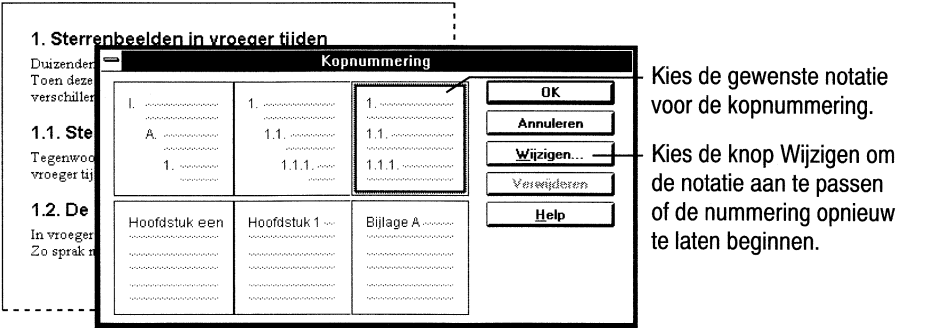 1. Sterrenbeelden in vroeger tijden
Duizenden
Toen deze
verschiller
1.1. Ste
Tegenwoo
vroeger tij
1.2. De
In vroeger
Zo sprak n
Kopnummering
I.
A.
1.
1.
1.1.
1.1.1.
1.
1.1.
1.1.1.
Hoofdstuk een
Hoofdstuk 1
Bijlage A
OK
Annuleren
Wijzigen...
Verwijderen
Help
Kies de gewenste notatie
voor de kopnummering.
Kies de knop Wijzigen om
de notatie aan te passen
of de nummering opnieuw
te laten beginnen.